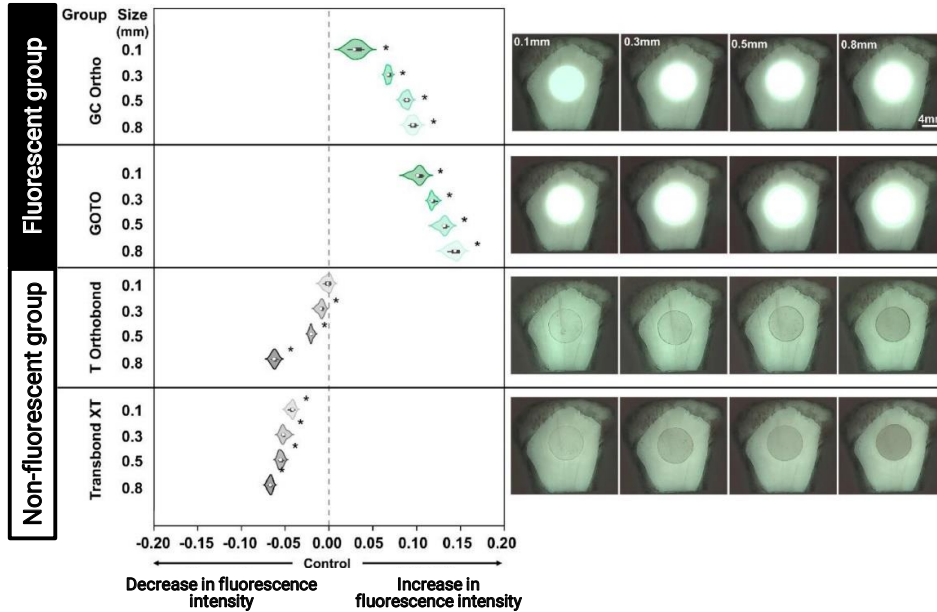 Group Size
(mm)
Fluorescent group
GC Ortho
0.1
*
0.3
*
0.5
*
0.8
*
0.1mm
0.3mm
0.5mm
0.8mm
4mm
GOTO
0.1
*
0.3
*
0.5
*
0.8
*
Non-fluorescent group
T Orthobond
0.1
0.3
*
0.5
*
0.8
*
Transbond XT
0.1
*
0.3
*
0.5
*
0.8
*
-0.20 -0.15 -0.10 -0.05 0.00 0.05 0.10 0.15 0.20
Control
Decrease in fluorescence
intensity
Increase in
fluorescence intensity